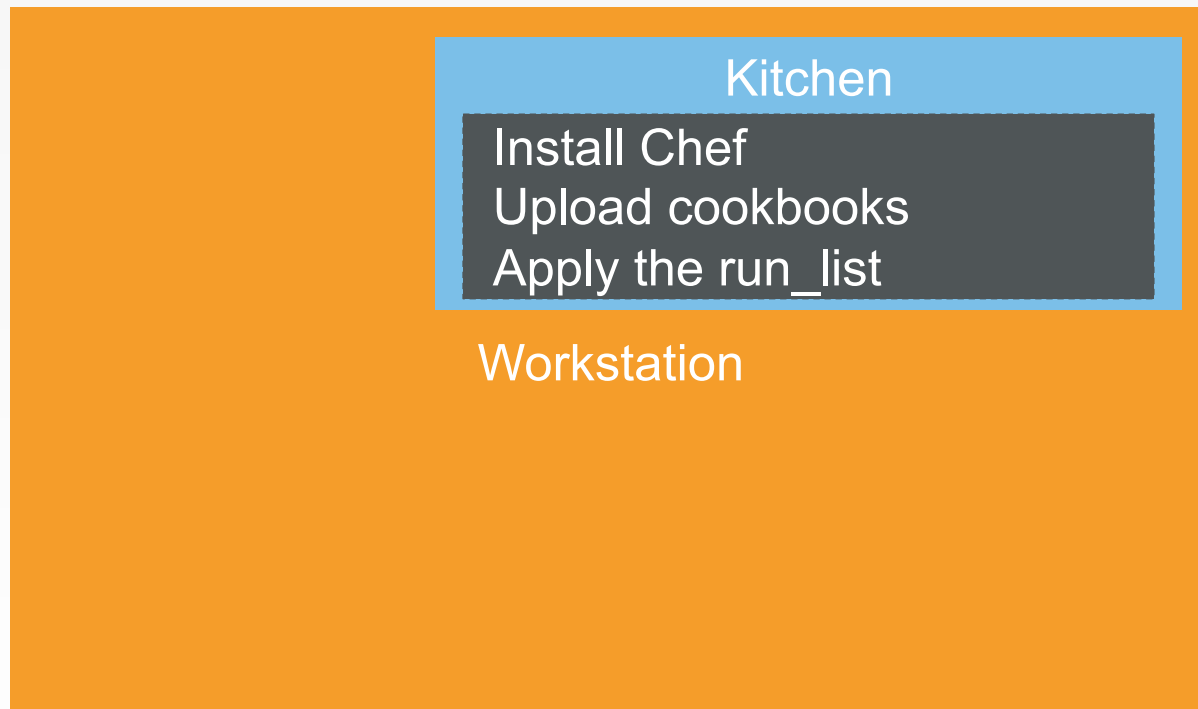 Kitchen
Install Chef
Upload cookbooks
Apply the run_list
Workstation